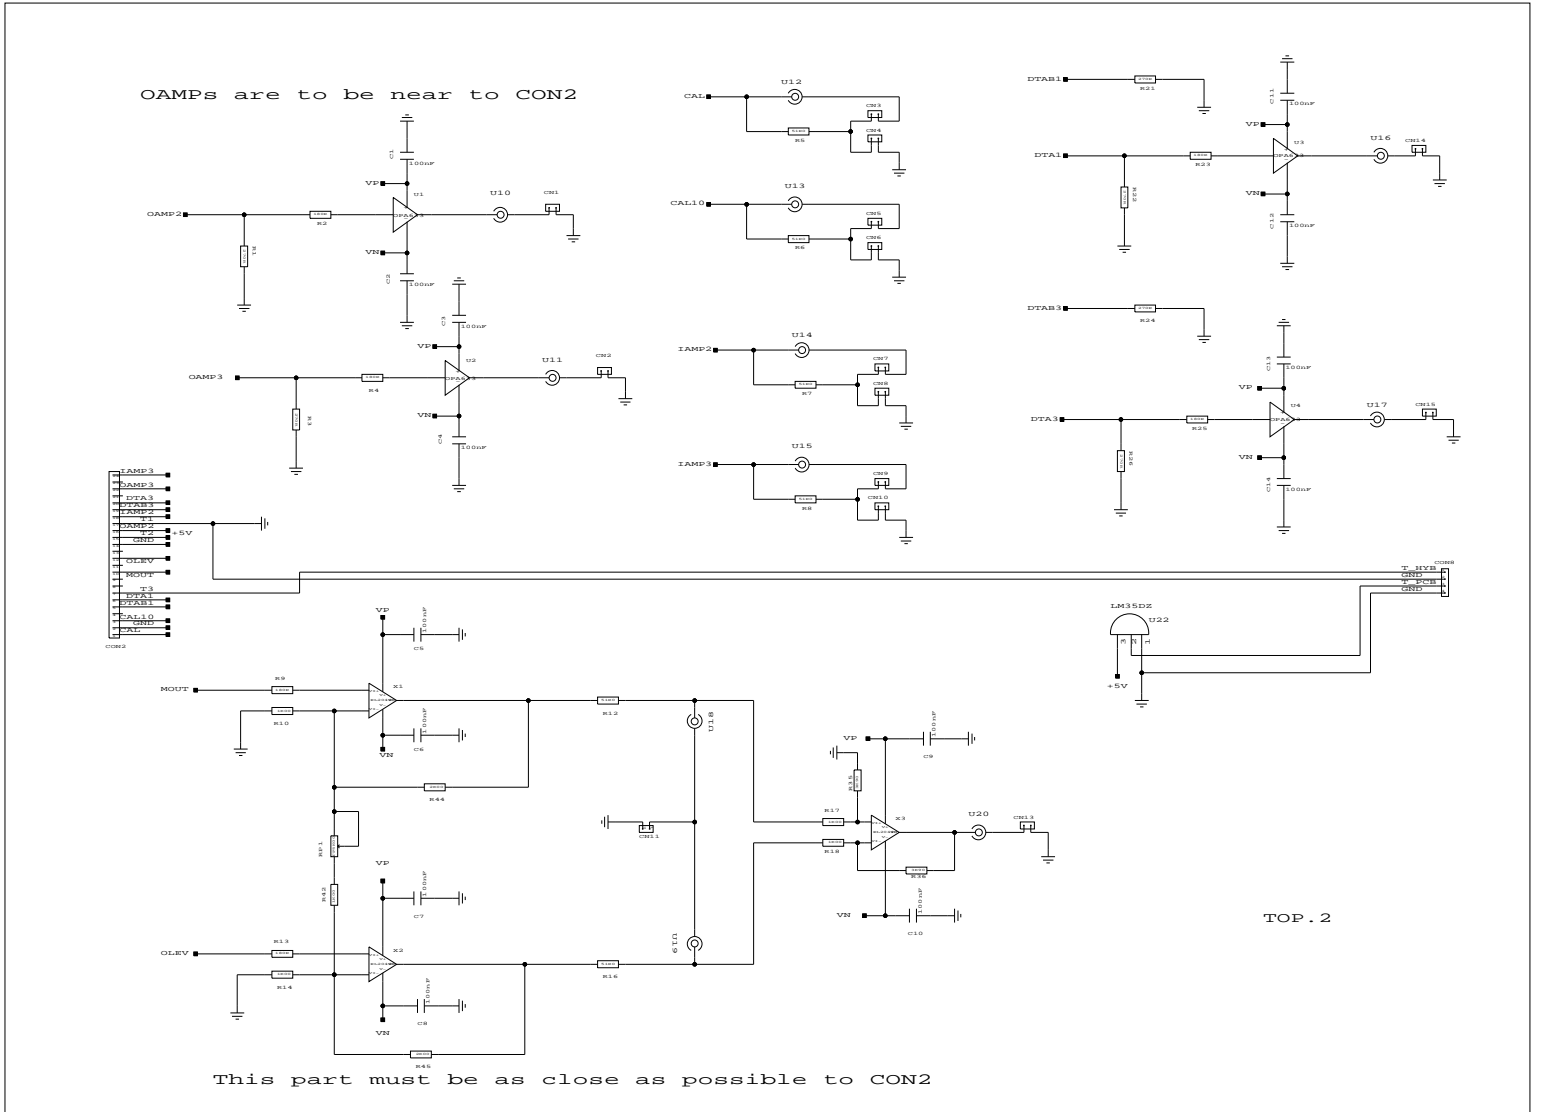 OAMPs are to be near to CON2
C1
100nF
VP
U1
OAMP2
R2
U10
CN1
R1
VN
C2
100nF
C3
100nF
VP
U2
OAMP3
R4
U11
CN2
R3
VN
C4
100nF
CAL
U12
CN3
CN4
R5
CAL10
U13
CN5
CN6
R6
IAMP2
U14
CN7
CN8
R7
IAMP3
U15
CN9
CN10
R8
DTAB1
R21
C11
100nF
VP
U3
DTA1
R23
U16
CN14
R22
VN
C12
100nF
DTAB3
R24
C13
100nF
VP
U4
DTA3
R25
U17
CN15
R26
VN
C14
100nF
IAMP3
OAMP3
DTA3
DTAB3
IAMP2
T1
OAMP2
T2
+5V
GND
OLEV
MOUT
T3
DTA1
DTAB1
CAL10
GND
CAL
CON2
CON8
T_HYB
GND
T_PCB
GND
LM35DZ
U22
3
2
1
+5V
VP
100nF
C5
MOUT
R9
X1
R10
100nF
C6
VN
R12
U18
R44
RP1
R42
CN11
VP
100nF
C7
OLEV
R13
X2
R14
100nF
C8
VN
R16
U19
R45
VP
100nF
C9
R35
R17
X3
R18
U20
CN13
R36
VN
100nF
C10
TOP.2
This part must be as close as possible to CON2